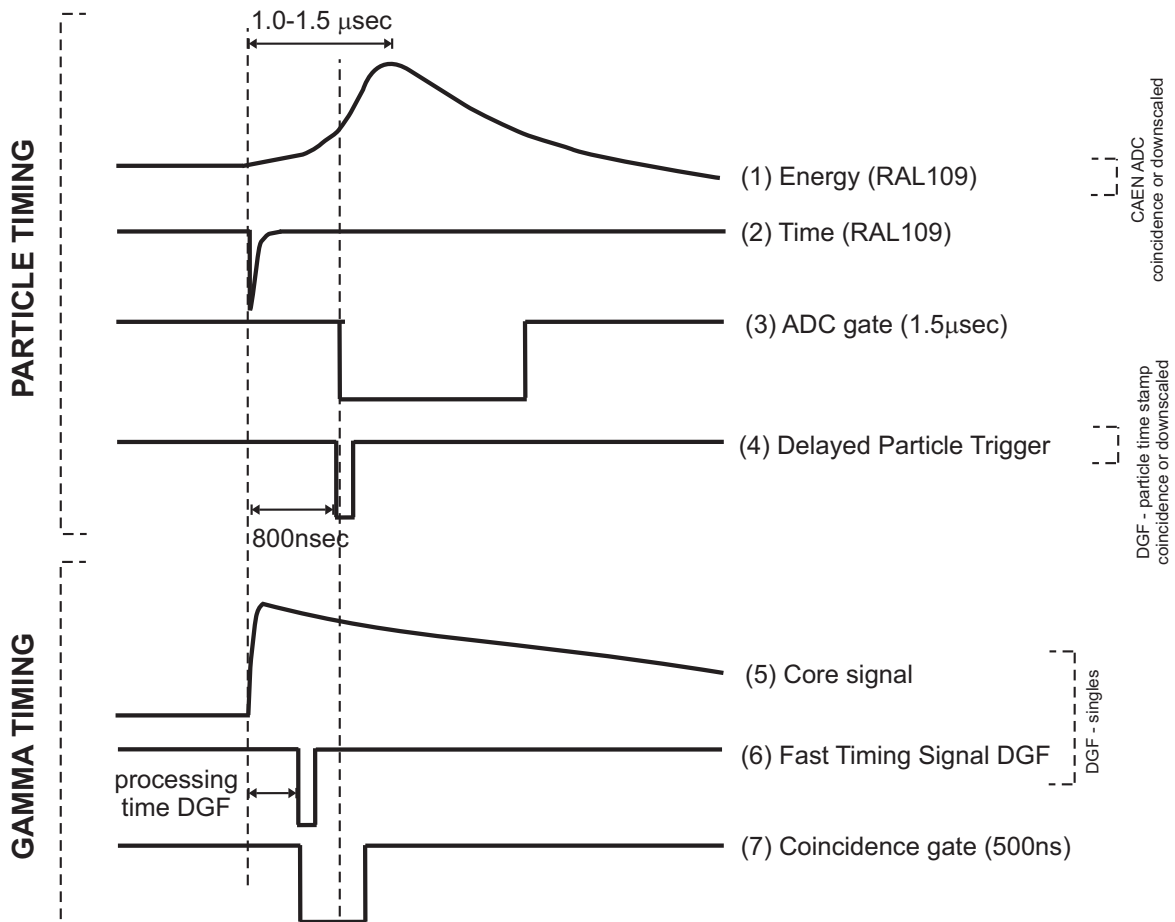 1.0-1.5 μsec
PARTICLE TIMING
(1) Energy (RAL109)
CAEN ADC
coincidence or downscaled
(2) Time (RAL109)
(3) ADC gate (1.5μsec)
(4) Delayed Particle Trigger
DGF - particle time stamp
coincidence or downscaled
800nsec
GAMMA TIMING
(5) Core signal
DGF - singles
(6) Fast Timing Signal DGF
processing
time DGF
(7) Coincidence gate (500ns)